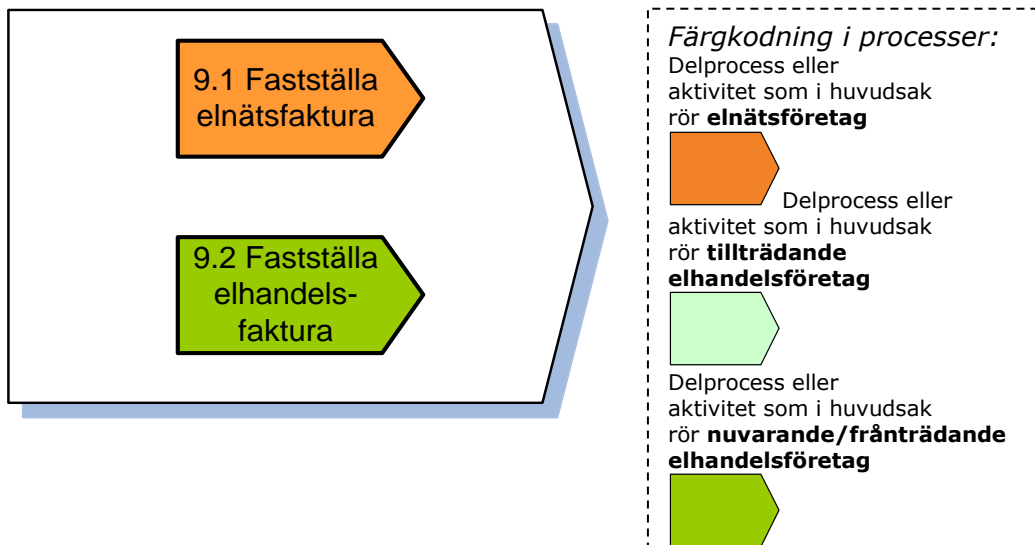 9.1 Fastställa
elnätsfaktura
9.2 Fastställa
elhandels-
faktura
Färgkodning i processer:
Delprocess eller
aktivitet som i huvudsak
rör elnätsföretag
Delprocess eller
aktivitet som i huvudsak
rör tillträdande
elhandelsföretag
Delprocess eller
aktivitet som i huvudsak
rör nuvarande/frånträdande
elhandelsföretag